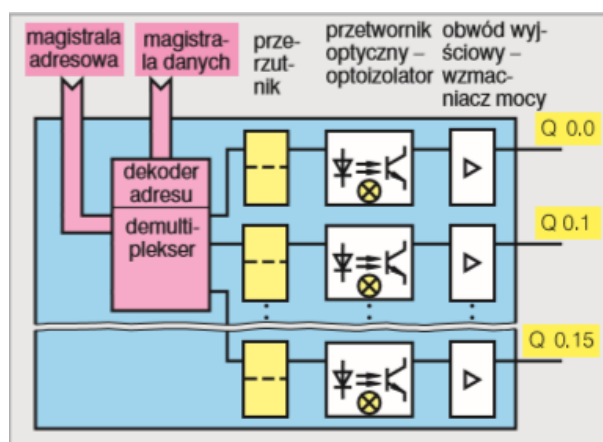 magistrala
adresowa
magistra-
la danych
prze-
rzut-
nik
przetwornik
optyczny –
optoizolator
obwód wyj-
ściowy –
wzmac-
niacz mocy
Q 0.0
dekoder
adresu
demulti-
plekser
Q 0.1
Q 0.15